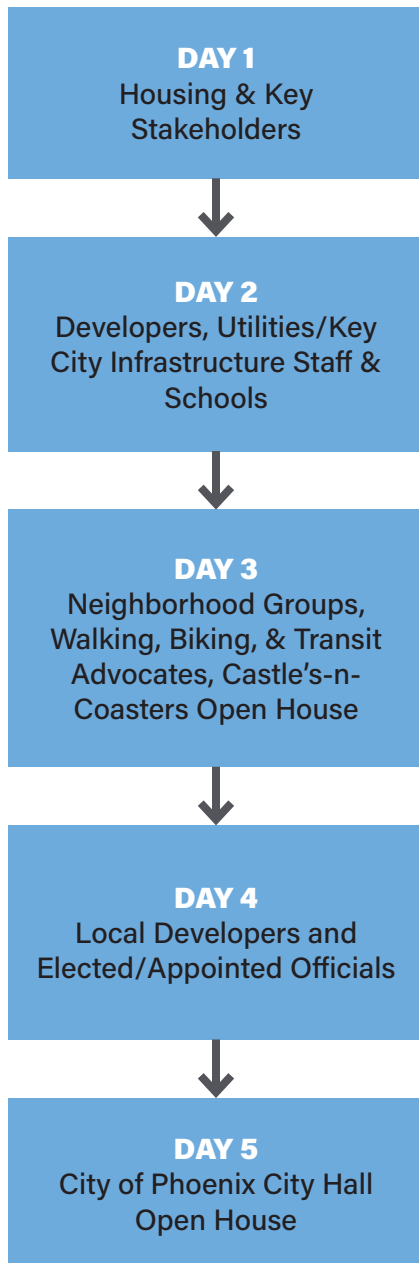 DAY 1
Housing & Key
Stakeholders
DAY 2
Developers, Utilities/Key
City Infrastructure Staff &
Schools
DAY 3
Neighborhood Groups,
Walking, Biking, & Transit
Advocates, Castle's-n-
Coasters Open House
DAY 4
Local Developers and
Elected/Appointed Officials
DAY 5
City of Phoenix City Hall
Open House